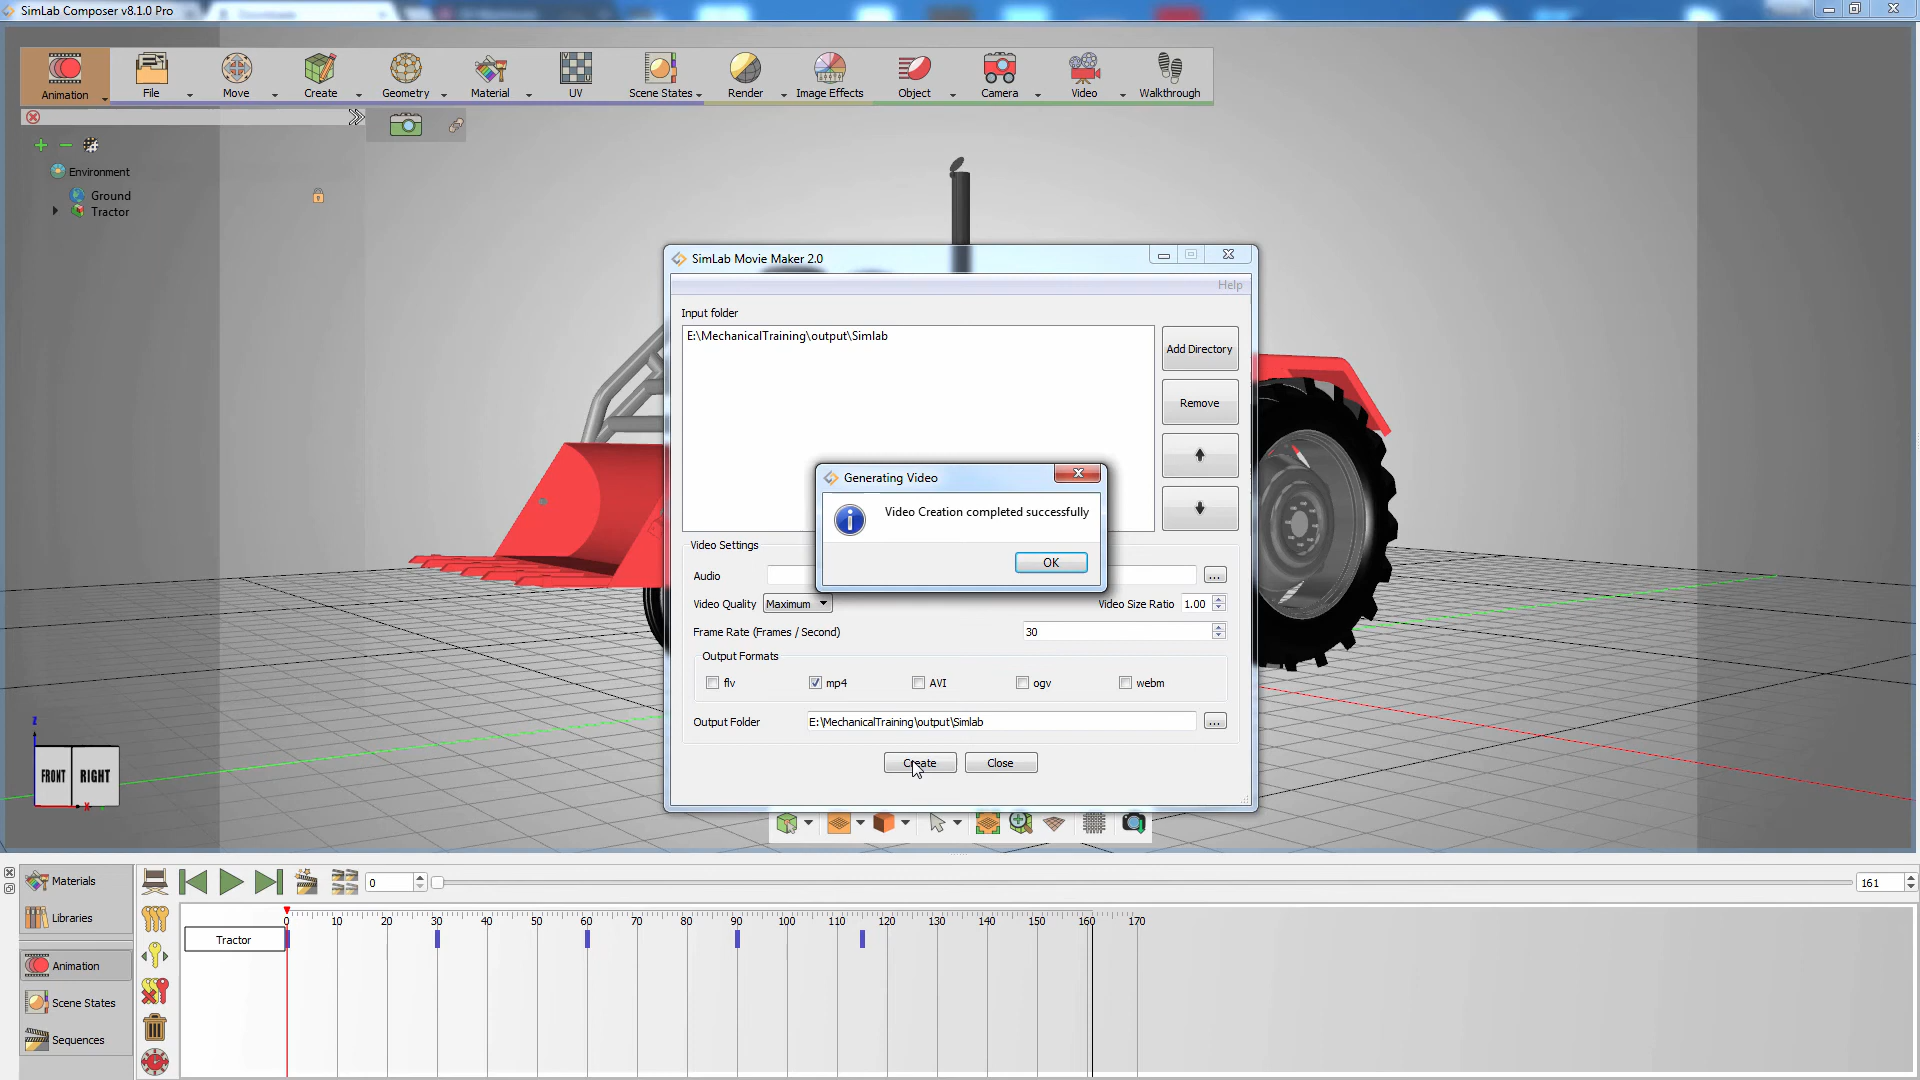 SimLab Composer v8.1.0 Pro
Animation
File
Move
Create
Geometry
Material
UV
Scene States
Render
Image Effects
Object
Camera
Video
Walkthrough
Environment
Ground
Tractor
SimLab Movie Maker 2.0
Help
Input folder
E:\MechanicalTraining\output\Simlab
Add Directory
Remove
Generating Video
Video Creation completed successfully
OK
Video Settings
Audio
...
Video Quality Maximum
Video Size Ratio 1.00
Frame Rate (Frames / Second) 30
Output Formats
flv
mp4
AVI
ogv
webm
Output Folder E:\MechanicalTraining\output\Simlab ...
Create
Close
Z
FRONT RIGHT
X
Materials
Libraries
Animation
Scene States
Sequences
0
161
0 10 20 30 40 50 60 70 80 90 100 110 120 130 140 150 160 170
Tractor